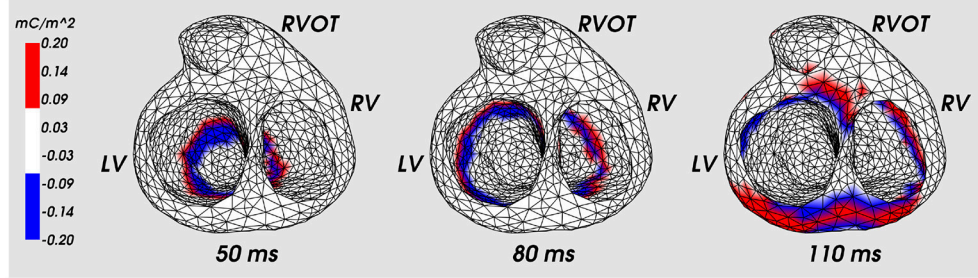 mC/m^2
0.20
0.14
0.09
0.03
-0.03
-0.09
-0.14
-0.20
RVOT
RV
LV
50 ms
RVOT
RV
LV
80 ms
RVOT
RV
LV
110 ms